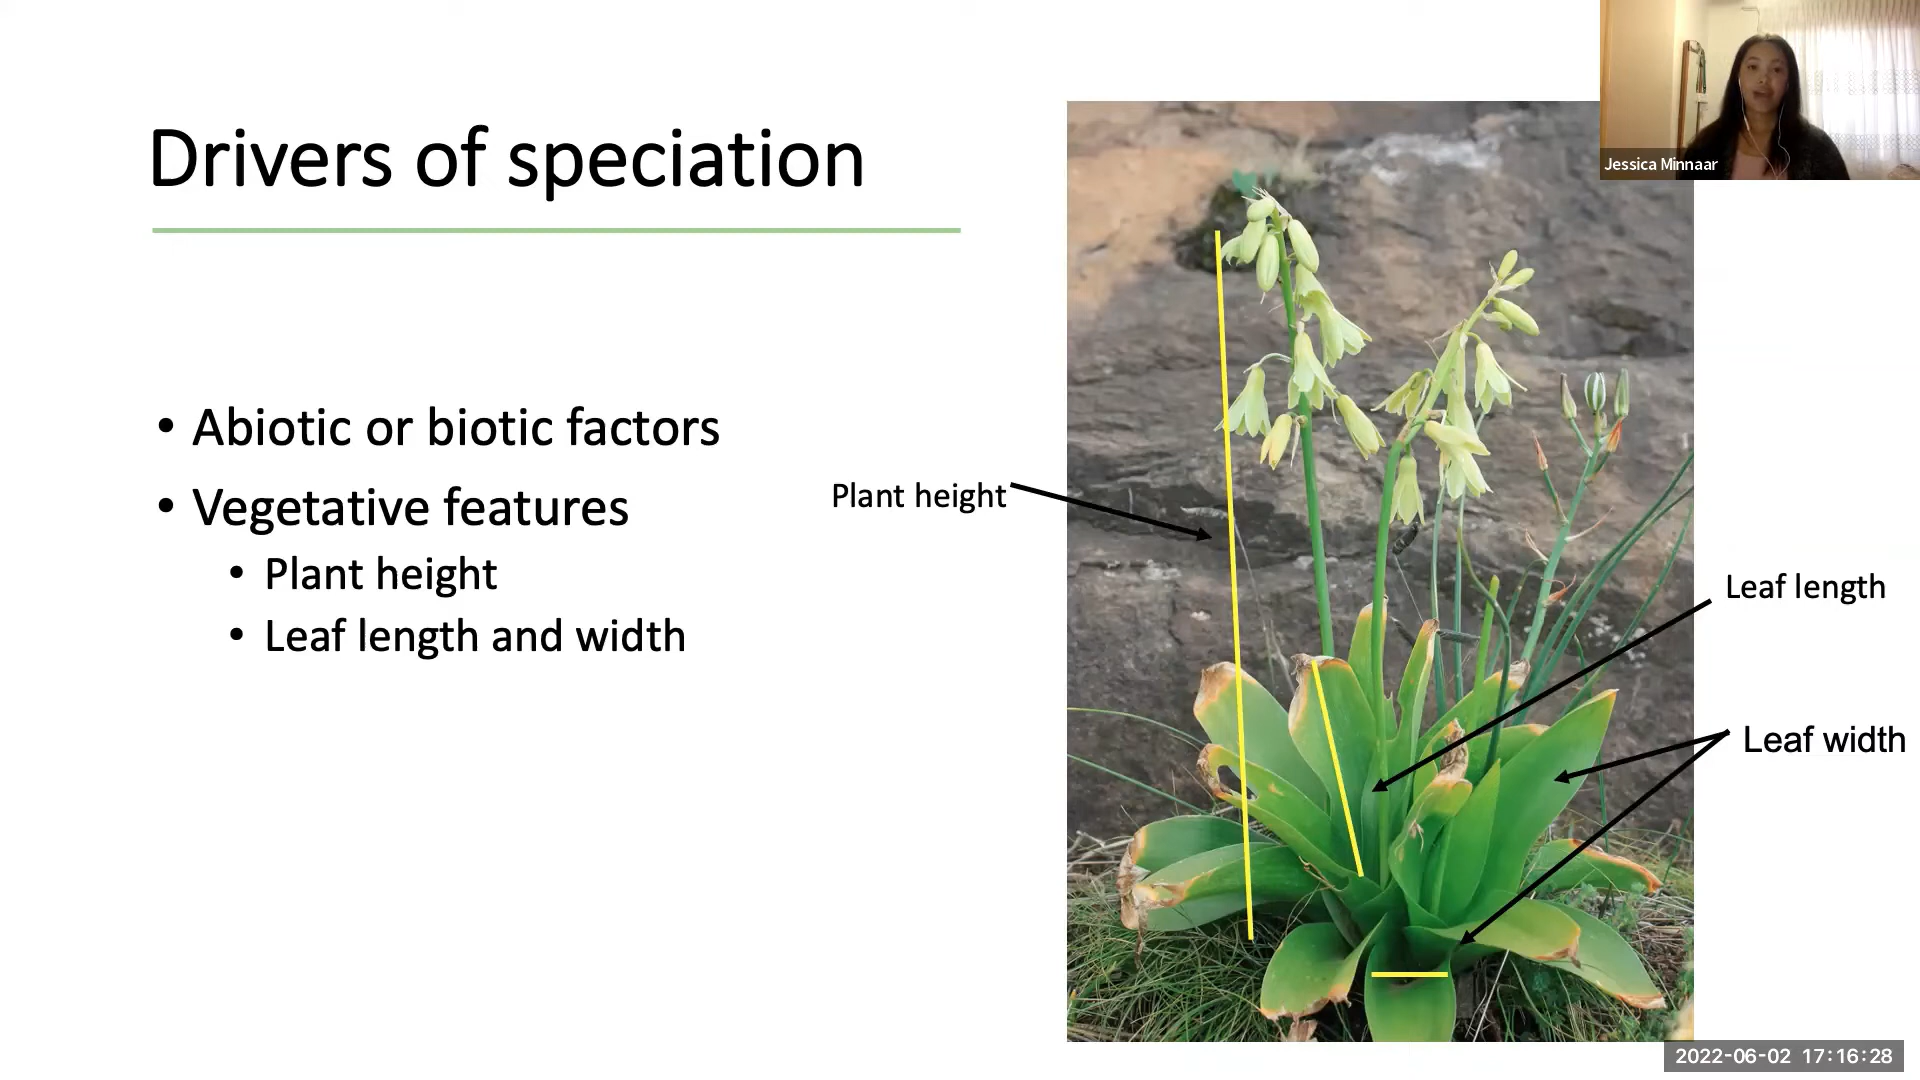 Jessica Minnaar
Drivers of speciation
• Abiotic or biotic factors
• Vegetative features
• Plant height
• Leaf length and width
Plant height
Leaf length
Leaf width
2022-06-02 17:16:28